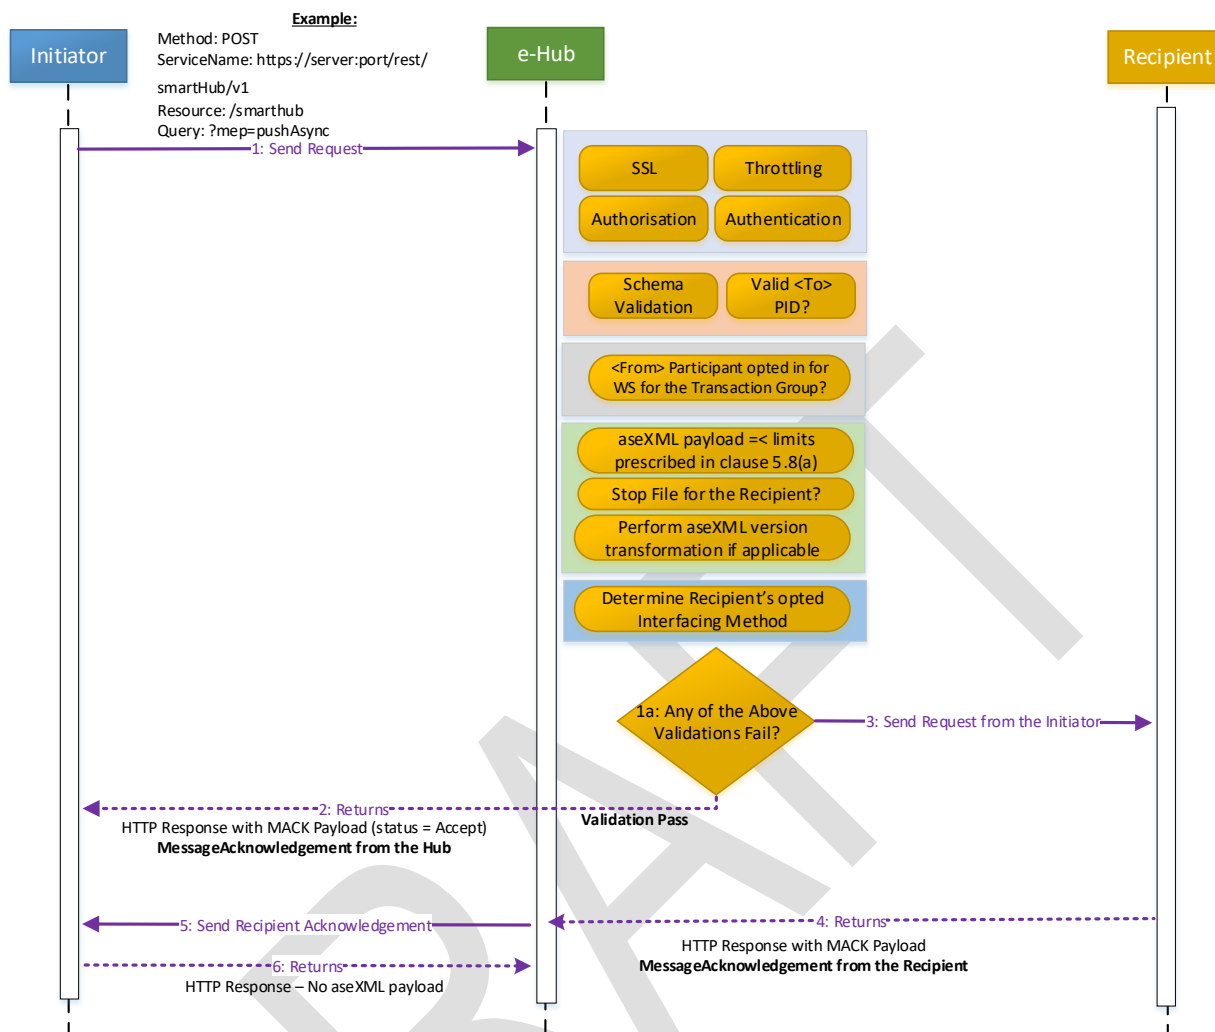 Example:
Initiator
Method: POST
ServiceName: https://server:port/rest/
smartHub/v1
Resource: /smarthub
Query: ?mep=pushAsync
e-Hub
Recipient
1: Send Request
SSL
Throttling
Authorisation
Authentication
Schema
Validation
Valid <To>
PID?
<From> Participant opted in for
WS for the Transaction Group?
aseXML payload =< limits
prescribed in clause 5.8(a)
Stop File for the Recipient?
Perform aseXML version
transformation if applicable
Determine Recipient's opted
Interfacing Method
1a: Any of the Above
Validations Fail?
3: Send Request from the Initiator
2: Returns
HTTP Response with MACK Payload (status = Accept)
MessageAcknowledgement from the Hub
Validation Pass
5: Send Recipient Acknowledgement
4: Returns
HTTP Response with MACK Payload
MessageAcknowledgement from the Recipient
6: Returns
HTTP Response – No aseXML payload
DRAFT